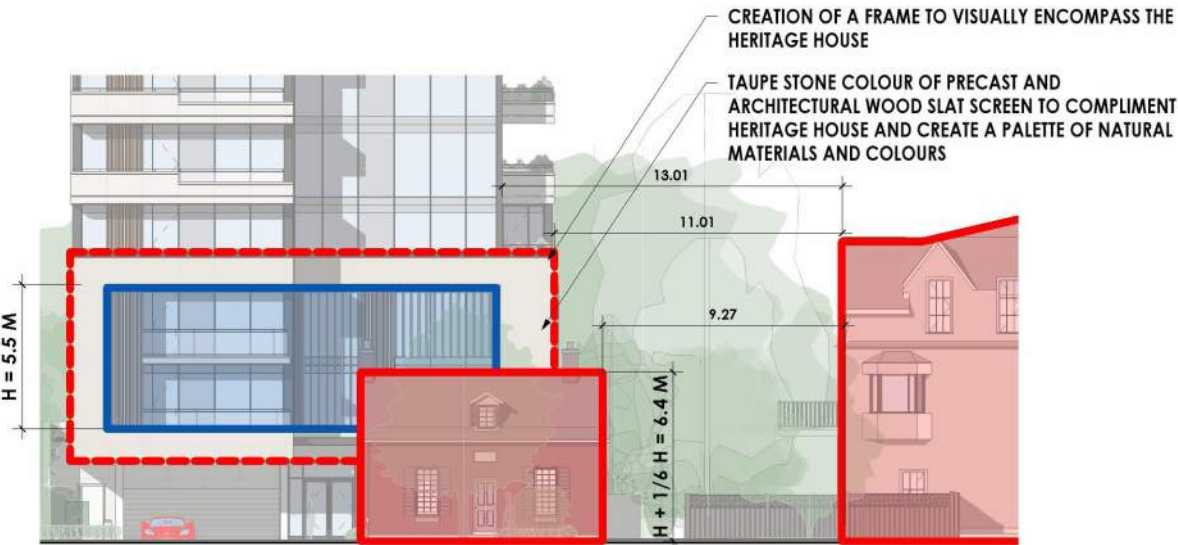 CREATION OF A FRAME TO VISUALLY ENCOMPASS THE
HERITAGE HOUSE
TAUPE STONE COLOUR OF PRECAST AND
ARCHITECTURAL WOOD SLAT SCREEN TO COMPLIMENT
HERITAGE HOUSE AND CREATE A PALETTE OF NATURAL
MATERIALS AND COLOURS
13.01
11.01
9.27
H = 5.5 M
H + 1/6 H = 6.4 M